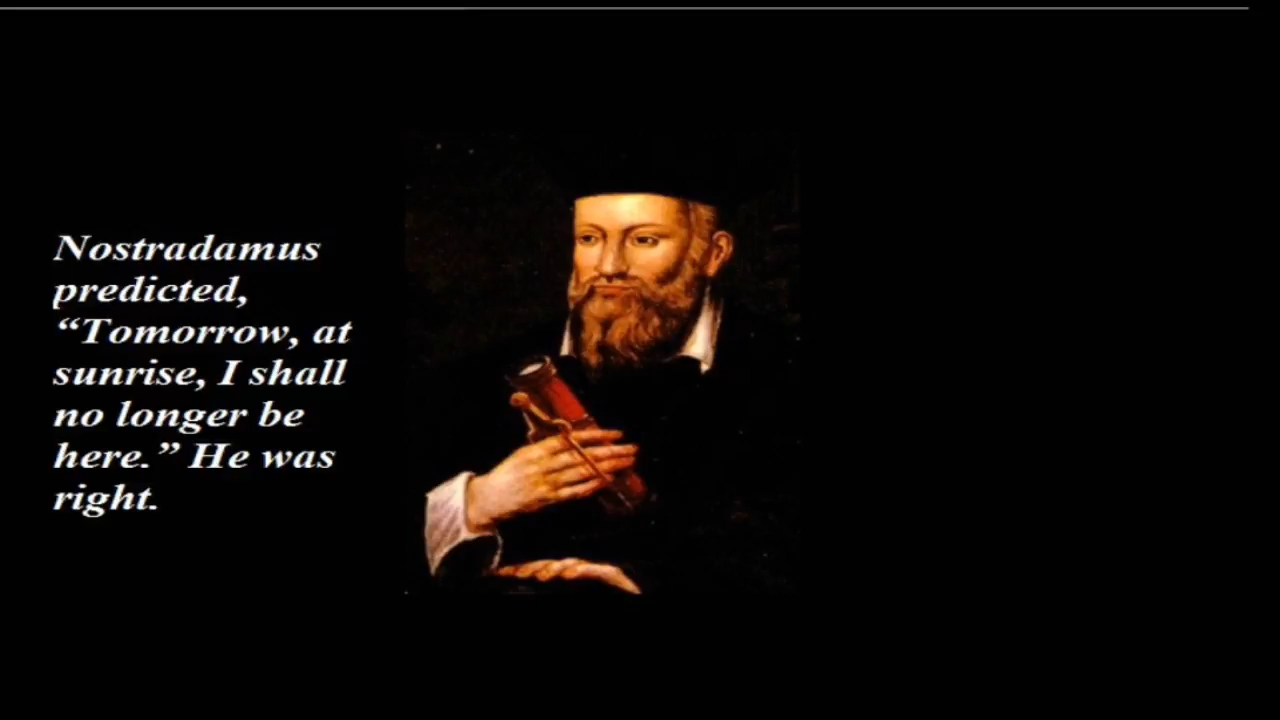 Nostradamus
predicted,
“Tomorrow, at
sunrise, I shall
no longer be
here.” He was
right.